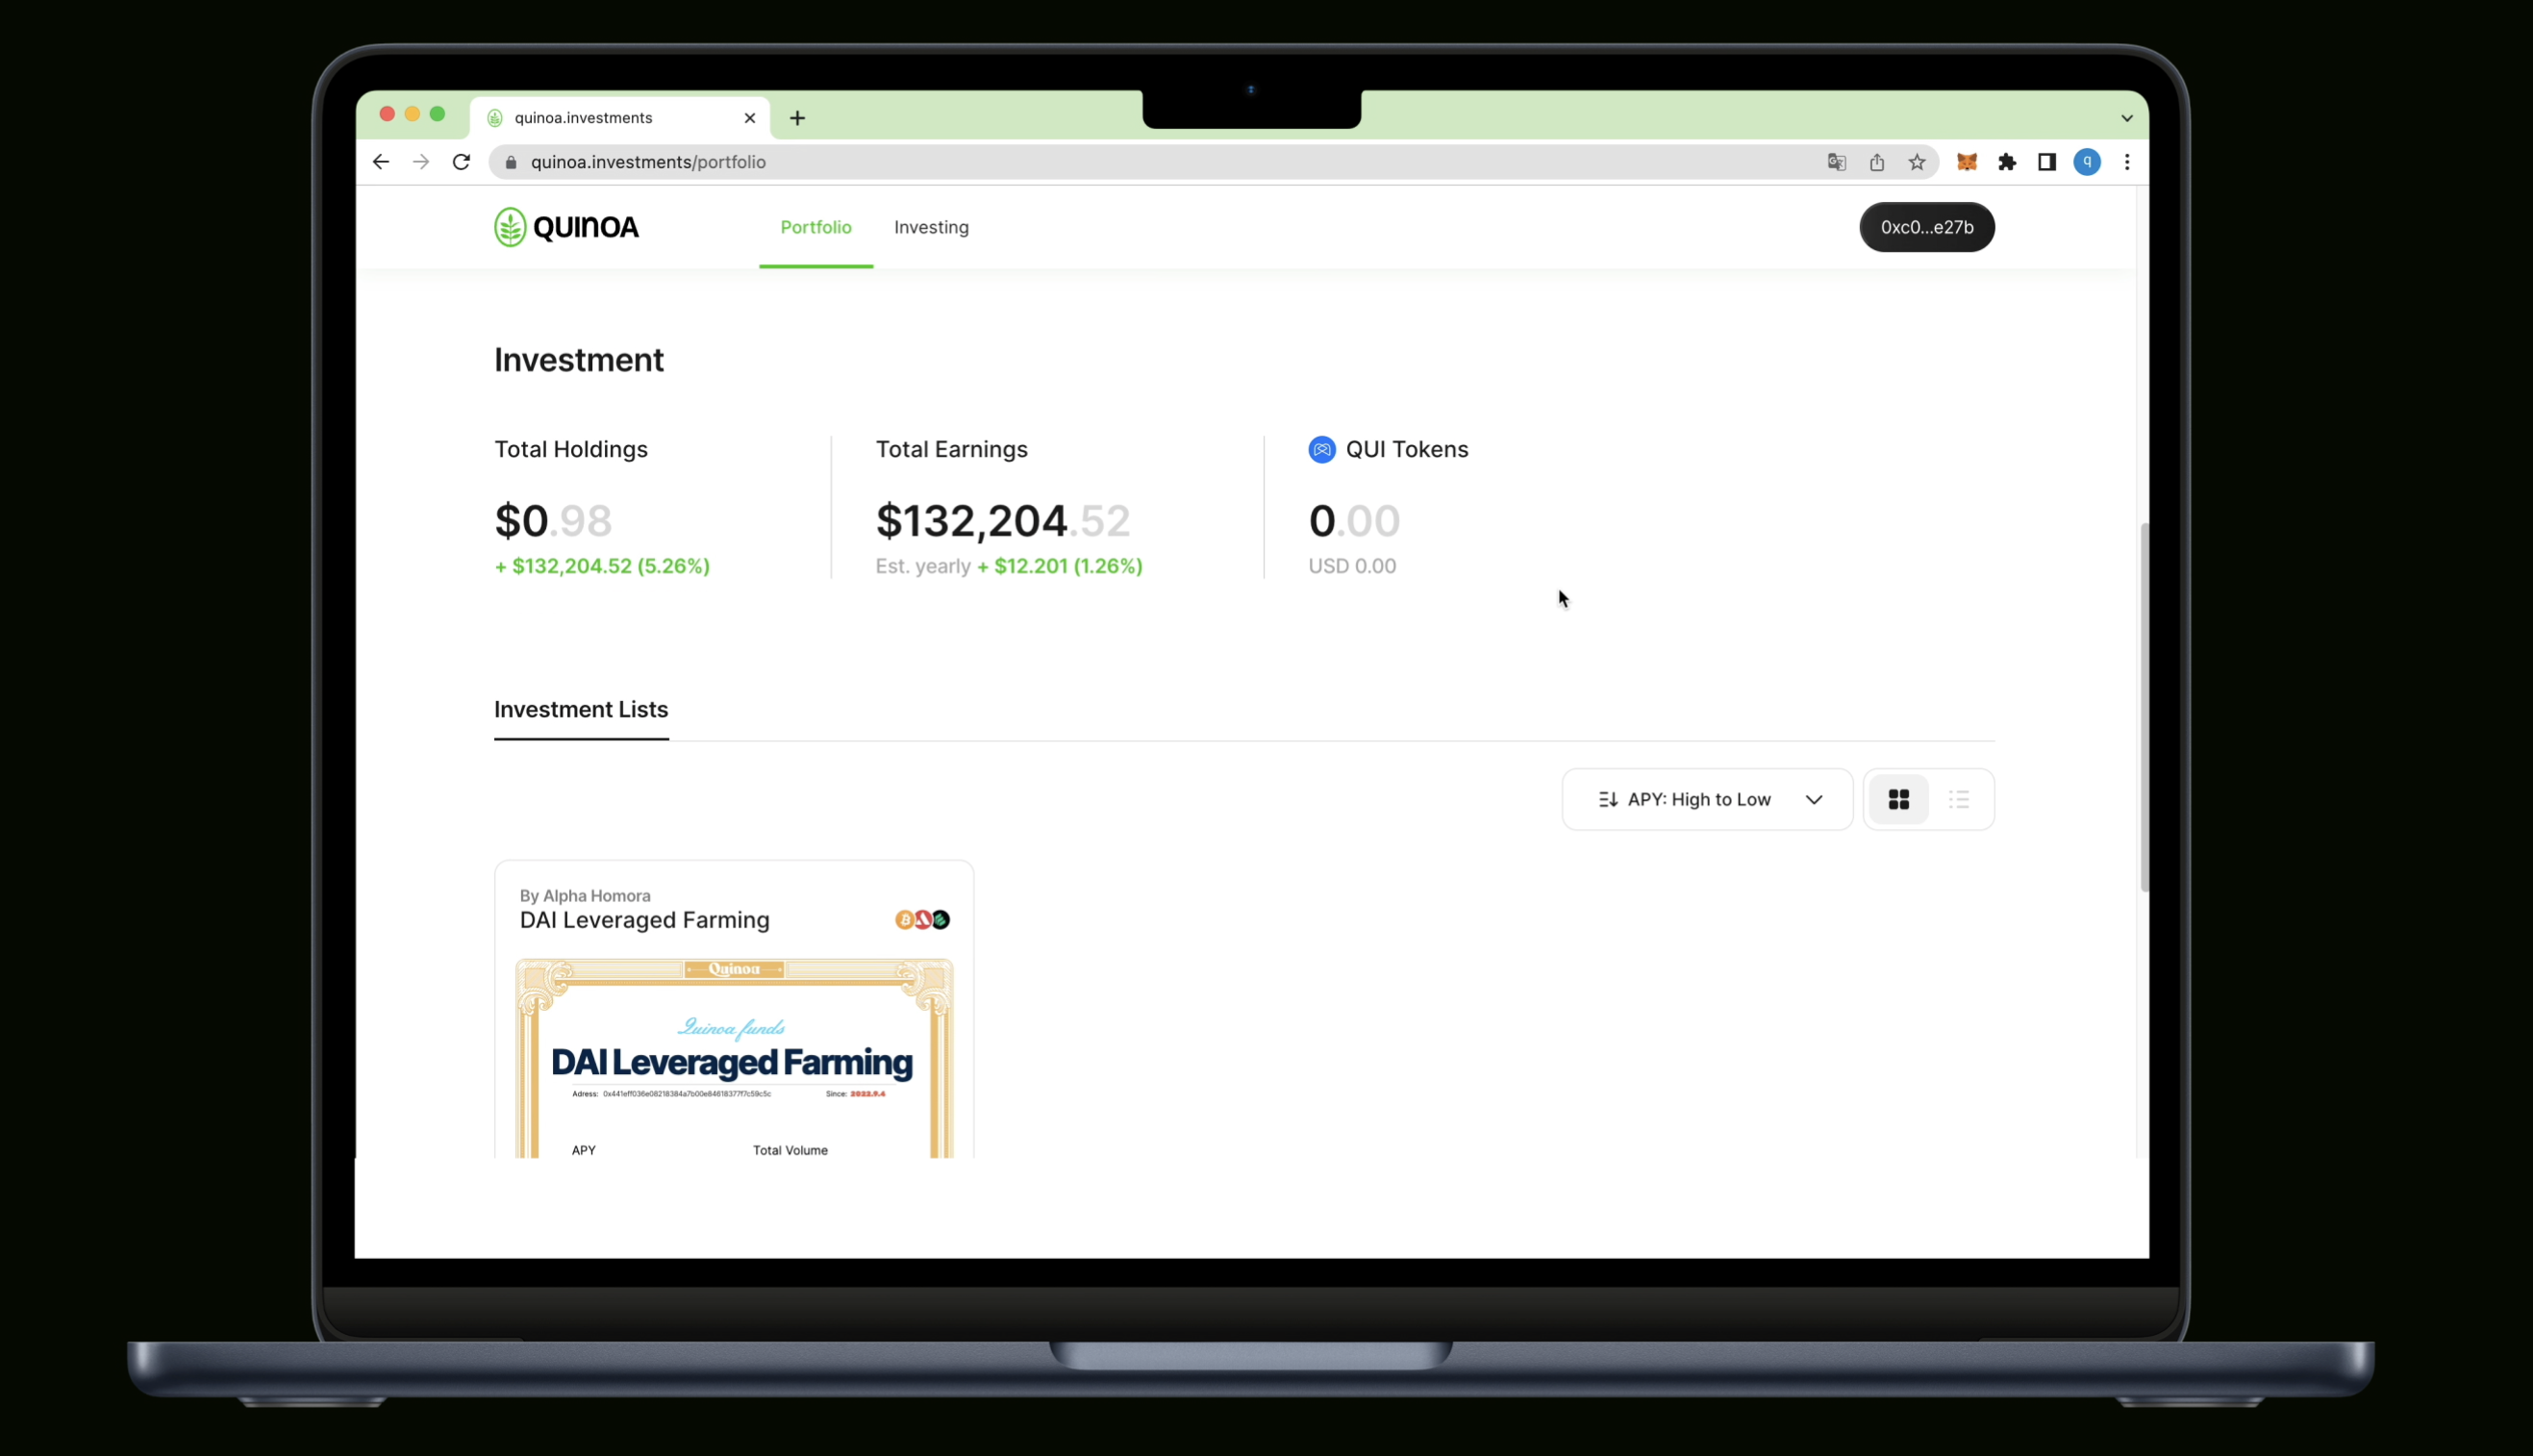 quinoa.investments
quinoa.investments/portfolio
q
QUINOA
Portfolio
Investing
0xc0...e27b
Investment
Total Holdings
$0.98
+ $132,204.52 (5.26%)
Total Earnings
$132,204.52
Est. yearly + $12.201 (1.26%)
QUI Tokens
0.00
USD 0.00
Investment Lists
APY: High to Low
By Alpha Homora
DAI Leveraged Farming
Quinoa
Quinoa funds
DAI Leveraged Farming
Adress:
Since: 2022.9.4
APY
Total Volume